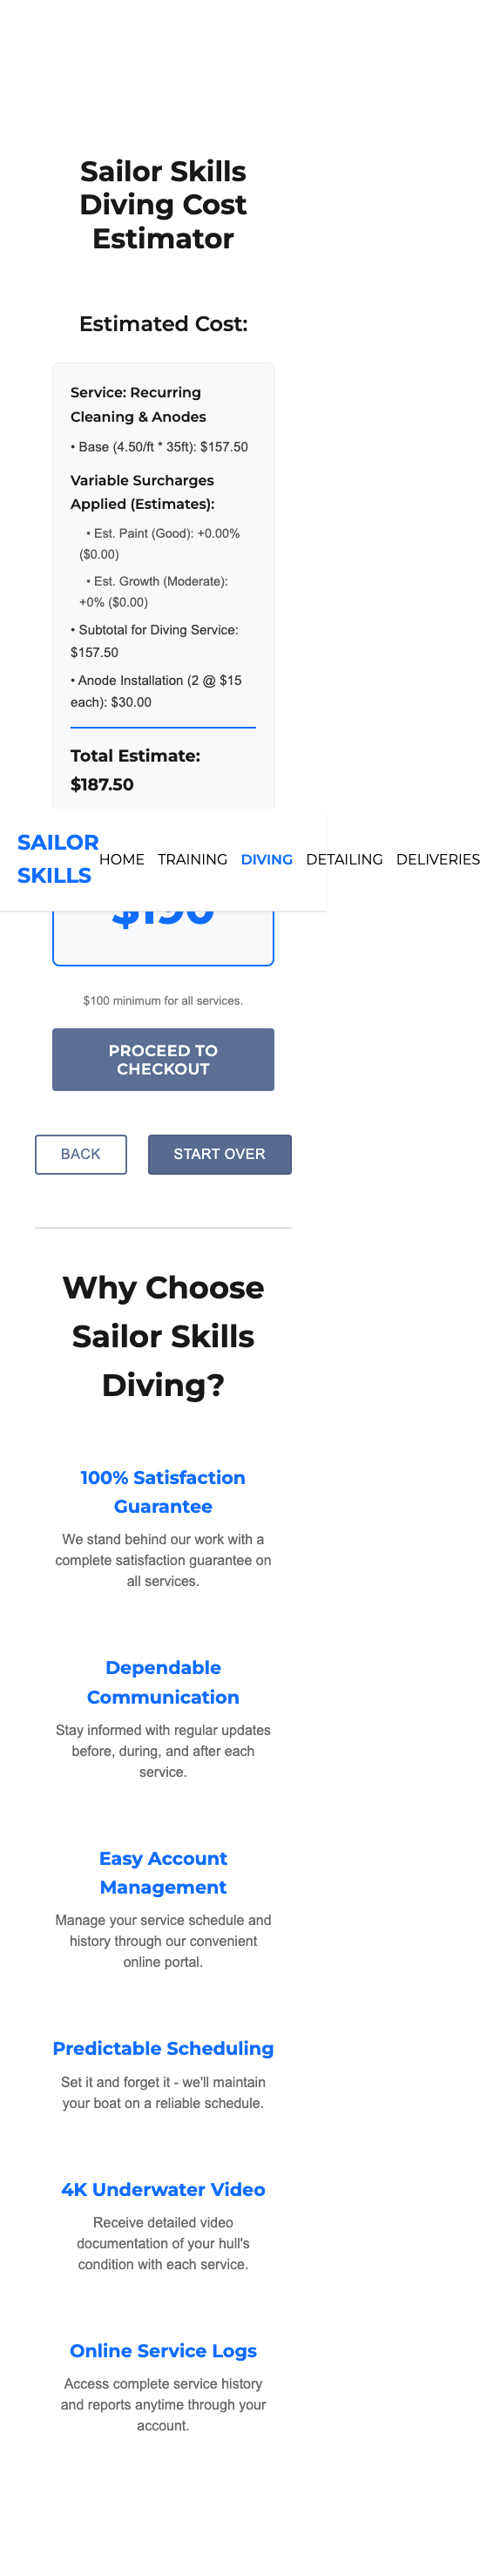 Sailor Skills
Diving Cost
Estimator
Estimated Cost:
Service: Recurring
Cleaning & Anodes
• Base (4.50/ft * 35ft): $157.50
Variable Surcharges
Applied (Estimates):
• Est. Paint (Good): +0.00%
($0.00)
• Est. Growth (Moderate):
+0% ($0.00)
• Subtotal for Diving Service:
$157.50
• Anode Installation (2 @ $15
each): $30.00
Total Estimate:
$187.50
SAILOR
SKILLS
HOME TRAINING DIVING DETAILING DELIVERIES
$190
$100 minimum for all services.
PROCEED TO
CHECKOUT
BACK START OVER
Why Choose
Sailor Skills
Diving?
100% Satisfaction
Guarantee
We stand behind our work with a
complete satisfaction guarantee on
all services.
Dependable
Communication
Stay informed with regular updates
before, during, and after each
service.
Easy Account
Management
Manage your service schedule and
history through our convenient
online portal.
Predictable Scheduling
Set it and forget it - we'll maintain
your boat on a reliable schedule.
4K Underwater Video
Receive detailed video
documentation of your hull's
condition with each service.
Online Service Logs
Access complete service history
and reports anytime through your
account.